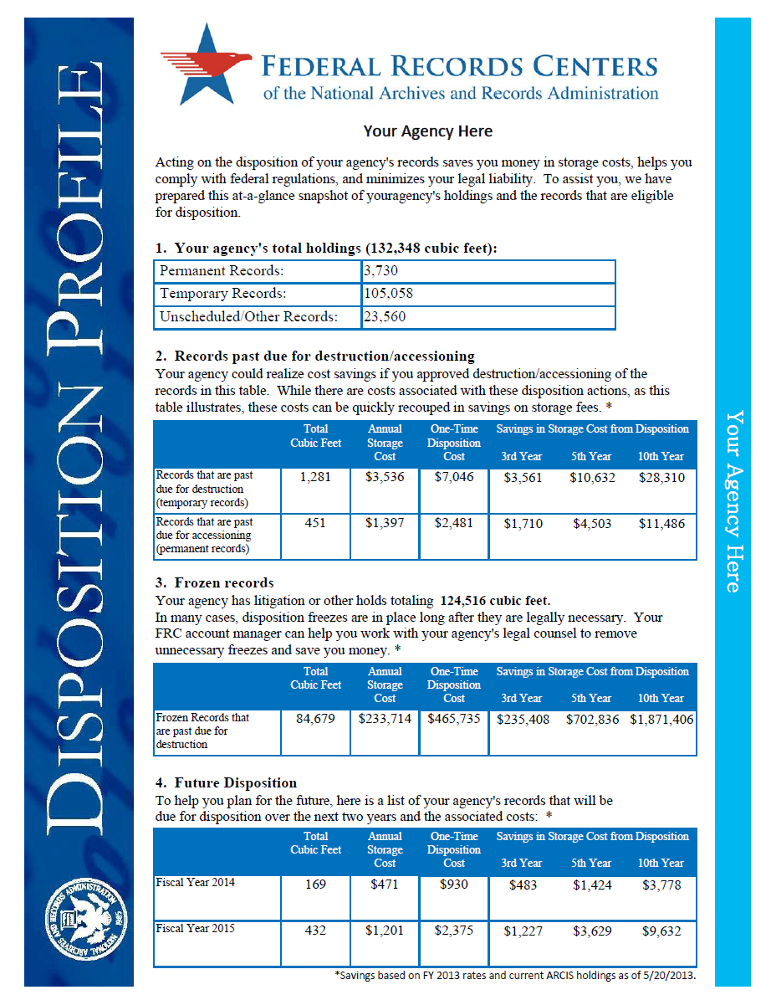 DISPOSITION PROFILE
FEDERAL RECORDS CENTERS
of the National Archives and Records Administration
Your Agency Here
Acting on the disposition of your agency's records saves you money in storage costs, helps you
comply with federal regulations, and minimizes your legal liability. To assist you, we have
prepared this at-a-glance snapshot of youragency's holdings and the records that are eligible
for disposition.
1. Your agency's total holdings (132,348 cubic feet):
Permanent Records: 3,730
Temporary Records: 105,058
Unscheduled/Other Records: 23,560
2. Records past due for destruction/accessioning
Your agency could realize cost savings if you approved destruction/accessioning of the
records in this table. While there are costs associated with these disposition actions, as this
table illustrates, these costs can be quickly recouped in savings on storage fees. *
Total Annual One-Time Savings in Storage Cost from Disposition
Cubic Feet Storage Disposition
Cost Cost 3rd Year 5th Year 10th Year
Records that are past 1,281 $3,536 $7,046 $3,561 $10,632 $28,310
due for destruction
(temporary records)
Records that are past 451 $1,397 $2,481 $1,710 $4,503 $11,486
due for accessioning
(permanent records)
3. Frozen records
Your agency has litigation or other holds totaling 124,516 cubic feet.
In many cases, disposition freezes are in place long after they are legally necessary. Your
FRC account manager can help you work with your agency's legal counsel to remove
unnecessary freezes and save you money. *
Total Annual One-Time Savings in Storage Cost from Disposition
Cubic Feet Storage Disposition
Cost Cost 3rd Year 5th Year 10th Year
Frozen Records that 84,679 $233,714 $465,735 $235,408 $702,836 $1,871,406
are past due for
destruction
4. Future Disposition
To help you plan for the future, here is a list of your agency's records that will be
due for disposition over the next two years and the associated costs: *
Total Annual One-Time Savings in Storage Cost from Disposition
Cubic Feet Storage Disposition
Cost Cost 3rd Year 5th Year 10th Year
Fiscal Year 2014 169 $471 $930 $483 $1,424 $3,778
Fiscal Year 2015 432 $1,201 $2,375 $1,227 $3,629 $9,632
*Savings based on FY 2013 rates and current ARCIS holdings as of 5/20/2013.
Your Agency Here
NATIONAL ARCHIVES AND RECORDS ADMINISTRATION
1985